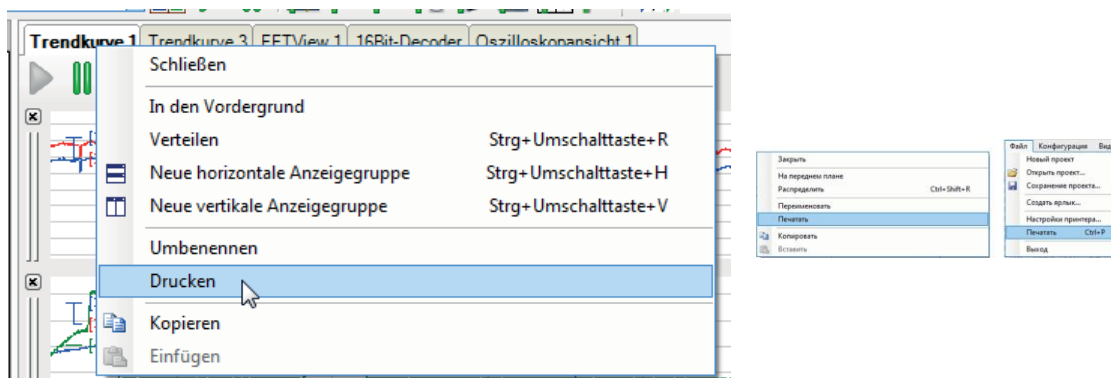 Trendkurve 1 Trendkurve 3 FFTView 1 16Bit-Decoder Oszilloskopansicht 1
Schließen
In den Vordergrund
Verteilen Strg+Umschalttaste+R
Neue horizontale Anzeigegruppe Strg+Umschalttaste+H
Neue vertikale Anzeigegruppe Strg+Umschalttaste+V
Umbenennen
Drucken
Kopieren
Einfügen
Закрыть
На переднем плане
Распределить Ctrl+Shift+R
Переименовать
Печатать
Копировать
Вставить
Файл Конфигурация Вид
Новый проект
Открыть проект...
Сохранение проекта...
Создать ярлык...
Настройки принтера...
Печатать Ctrl+P
Выход